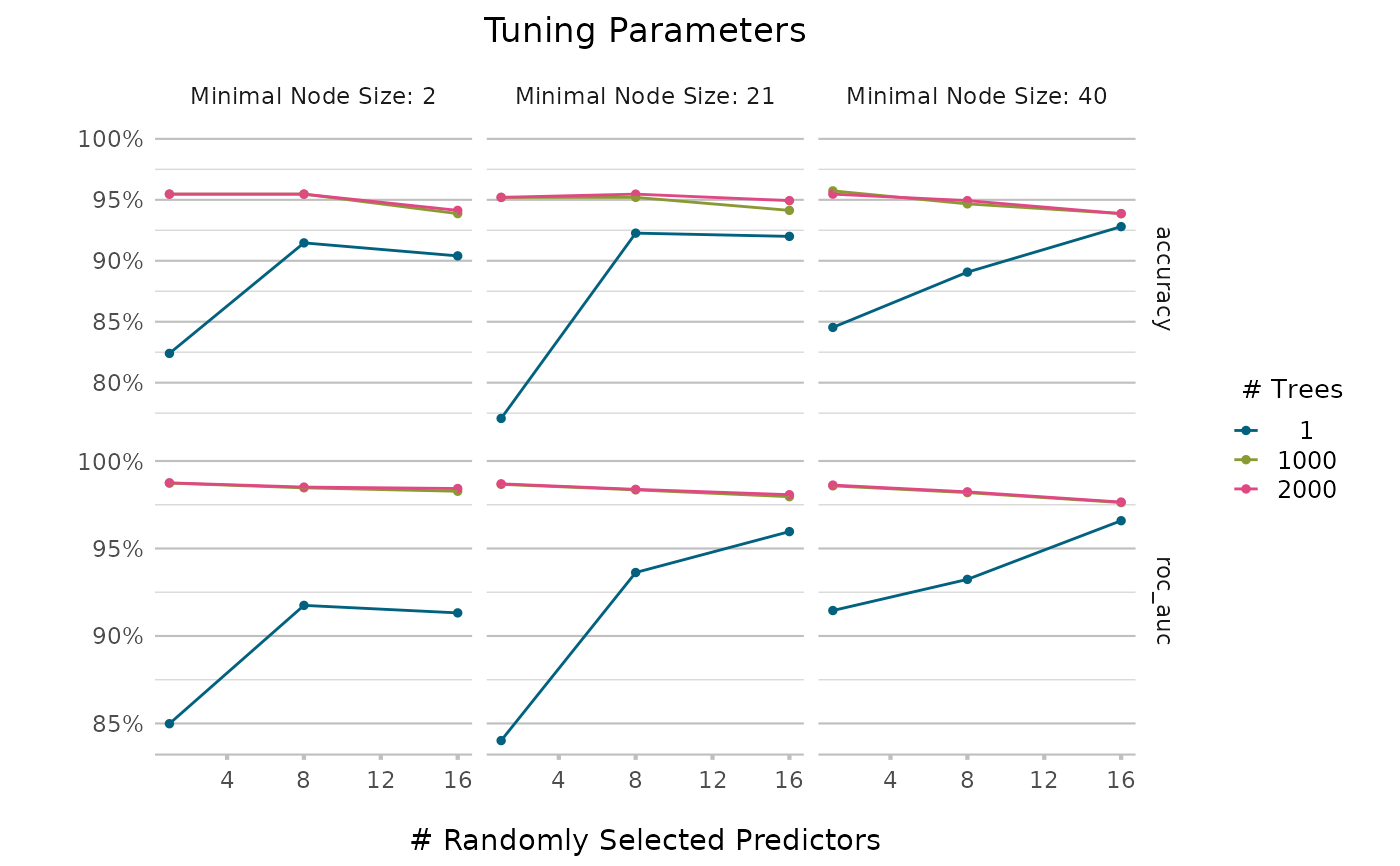 Tuning Parameters
Minimal Node Size: 2
Minimal Node Size: 21
Minimal Node Size: 40
100%
95%
90%
85%
80%
accuracy
100%
95%
90%
85%
roc_auc
4 8 12 16
4 8 12 16
4 8 12 16
# Randomly Selected Predictors
# Trees
1
1000
2000